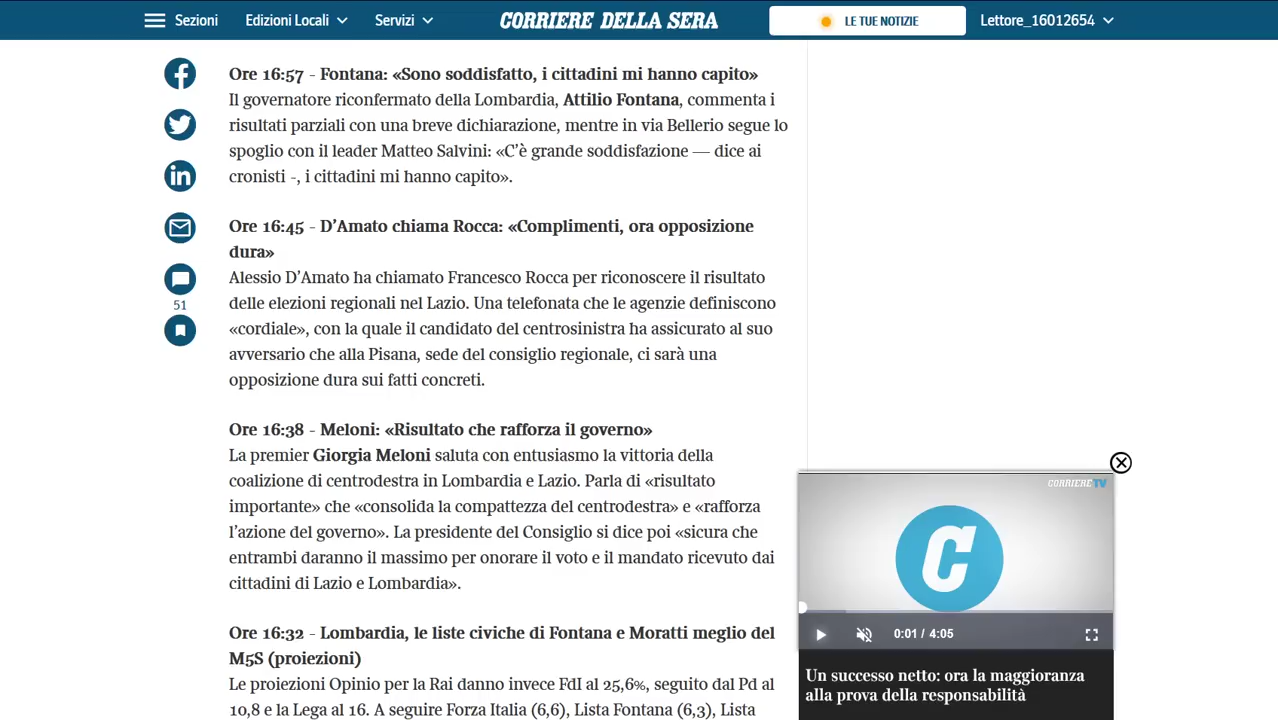 Sezioni
Edizioni Locali
Servizi
CORRIERE DELLA SERA
LE TUE NOTIZIE
Lettore_16012654
51
Ore 16:57 - Fontana: «Sono soddisfatto, i cittadini mi hanno capito»
Il governatore riconfermato della Lombardia, Attilio Fontana, commenta i
risultati parziali con una breve dichiarazione, mentre in via Bellerio segue lo
spoglio con il leader Matteo Salvini: «C’è grande soddisfazione — dice ai
cronisti -, i cittadini mi hanno capito».
Ore 16:45 - D’Amato chiama Rocca: «Complimenti, ora opposizione
dura»
Alessio D’Amato ha chiamato Francesco Rocca per riconoscere il risultato
delle elezioni regionali nel Lazio. Una telefonata che le agenzie definiscono
«cordiale», con la quale il candidato del centrosinistra ha assicurato al suo
avversario che alla Pisana, sede del consiglio regionale, ci sarà una
opposizione dura sui fatti concreti.
Ore 16:38 - Meloni: «Risultato che rafforza il governo»
La premier Giorgia Meloni saluta con entusiasmo la vittoria della
coalizione di centrodestra in Lombardia e Lazio. Parla di «risultato
importante» che «consolida la compattezza del centrodestra» e «rafforza
l’azione del governo». La presidente del Consiglio si dice poi «sicura che
entrambi daranno il massimo per onorare il voto e il mandato ricevuto dai
cittadini di Lazio e Lombardia».
Ore 16:32 - Lombardia, le liste civiche di Fontana e Moratti meglio del
M5S (proiezioni)
Le proiezioni Opinio per la Rai danno invece FdI al 25,6%, seguito dal Pd al
10,8 e la Lega al 16. A seguire Forza Italia (6,6), Lista Fontana (6,3), Lista
CORRIERE TV
C
0:01 / 4:05
Un successo netto: ora la maggioranza
alla prova della responsabilità